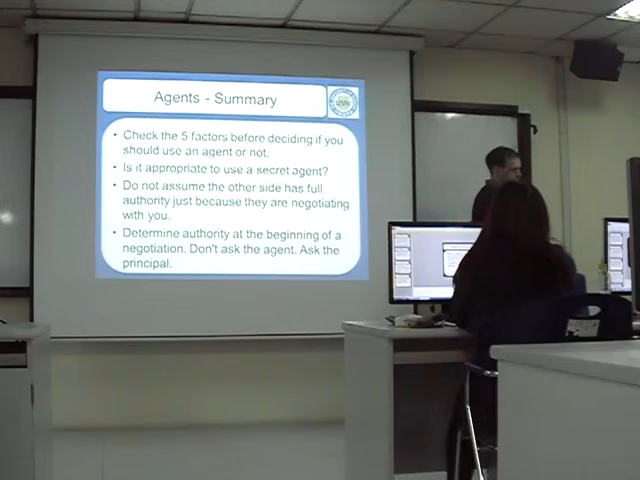 Agents - Summary
• Check the 5 factors before deciding if you
should use an agent or not.
• Is it appropriate to use a secret agent?
• Do not assume the other side has full
authority just because they are negotiating
with you.
• Determine authority at the beginning of a
negotiation. Don't ask the agent. Ask the
principal.